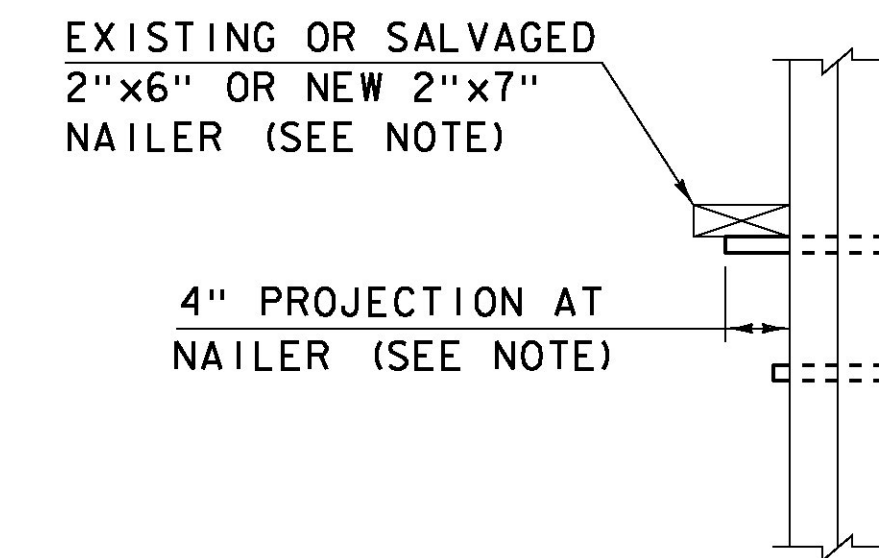 EXISTING OR SALVAGED
2"x6" OR NEW 2"x7"
NAILER (SEE NOTE)
4" PROJECTION AT
NAILER (SEE NOTE)